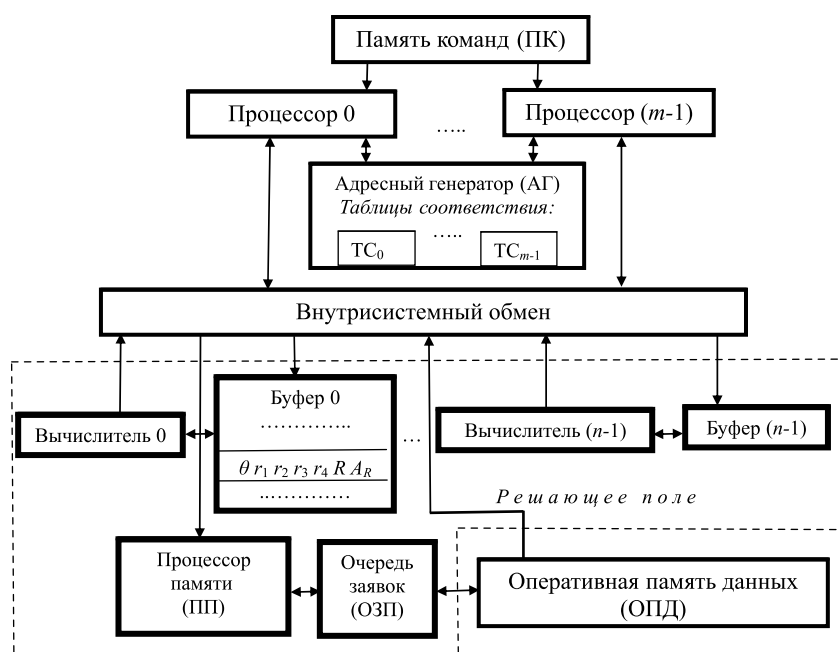 Память команд (ПК)
Процессор 0
…..
Процессор (m-1)
Адресный генератор (АГ)
Таблицы соответствия:
…..
ТС0
ТСm-1
Внутрисистемный обмен
Буфер 0
…………..
Вычислитель 0
…
Вычислитель (n-1)
Буфер (n-1)
θ r1 r2 r3 r4 R AR
..…………
Решающее поле
Процессор
памяти
(ПП)
Очередь
заявок
(ОЗП)
Оперативная память данных
(ОПД)